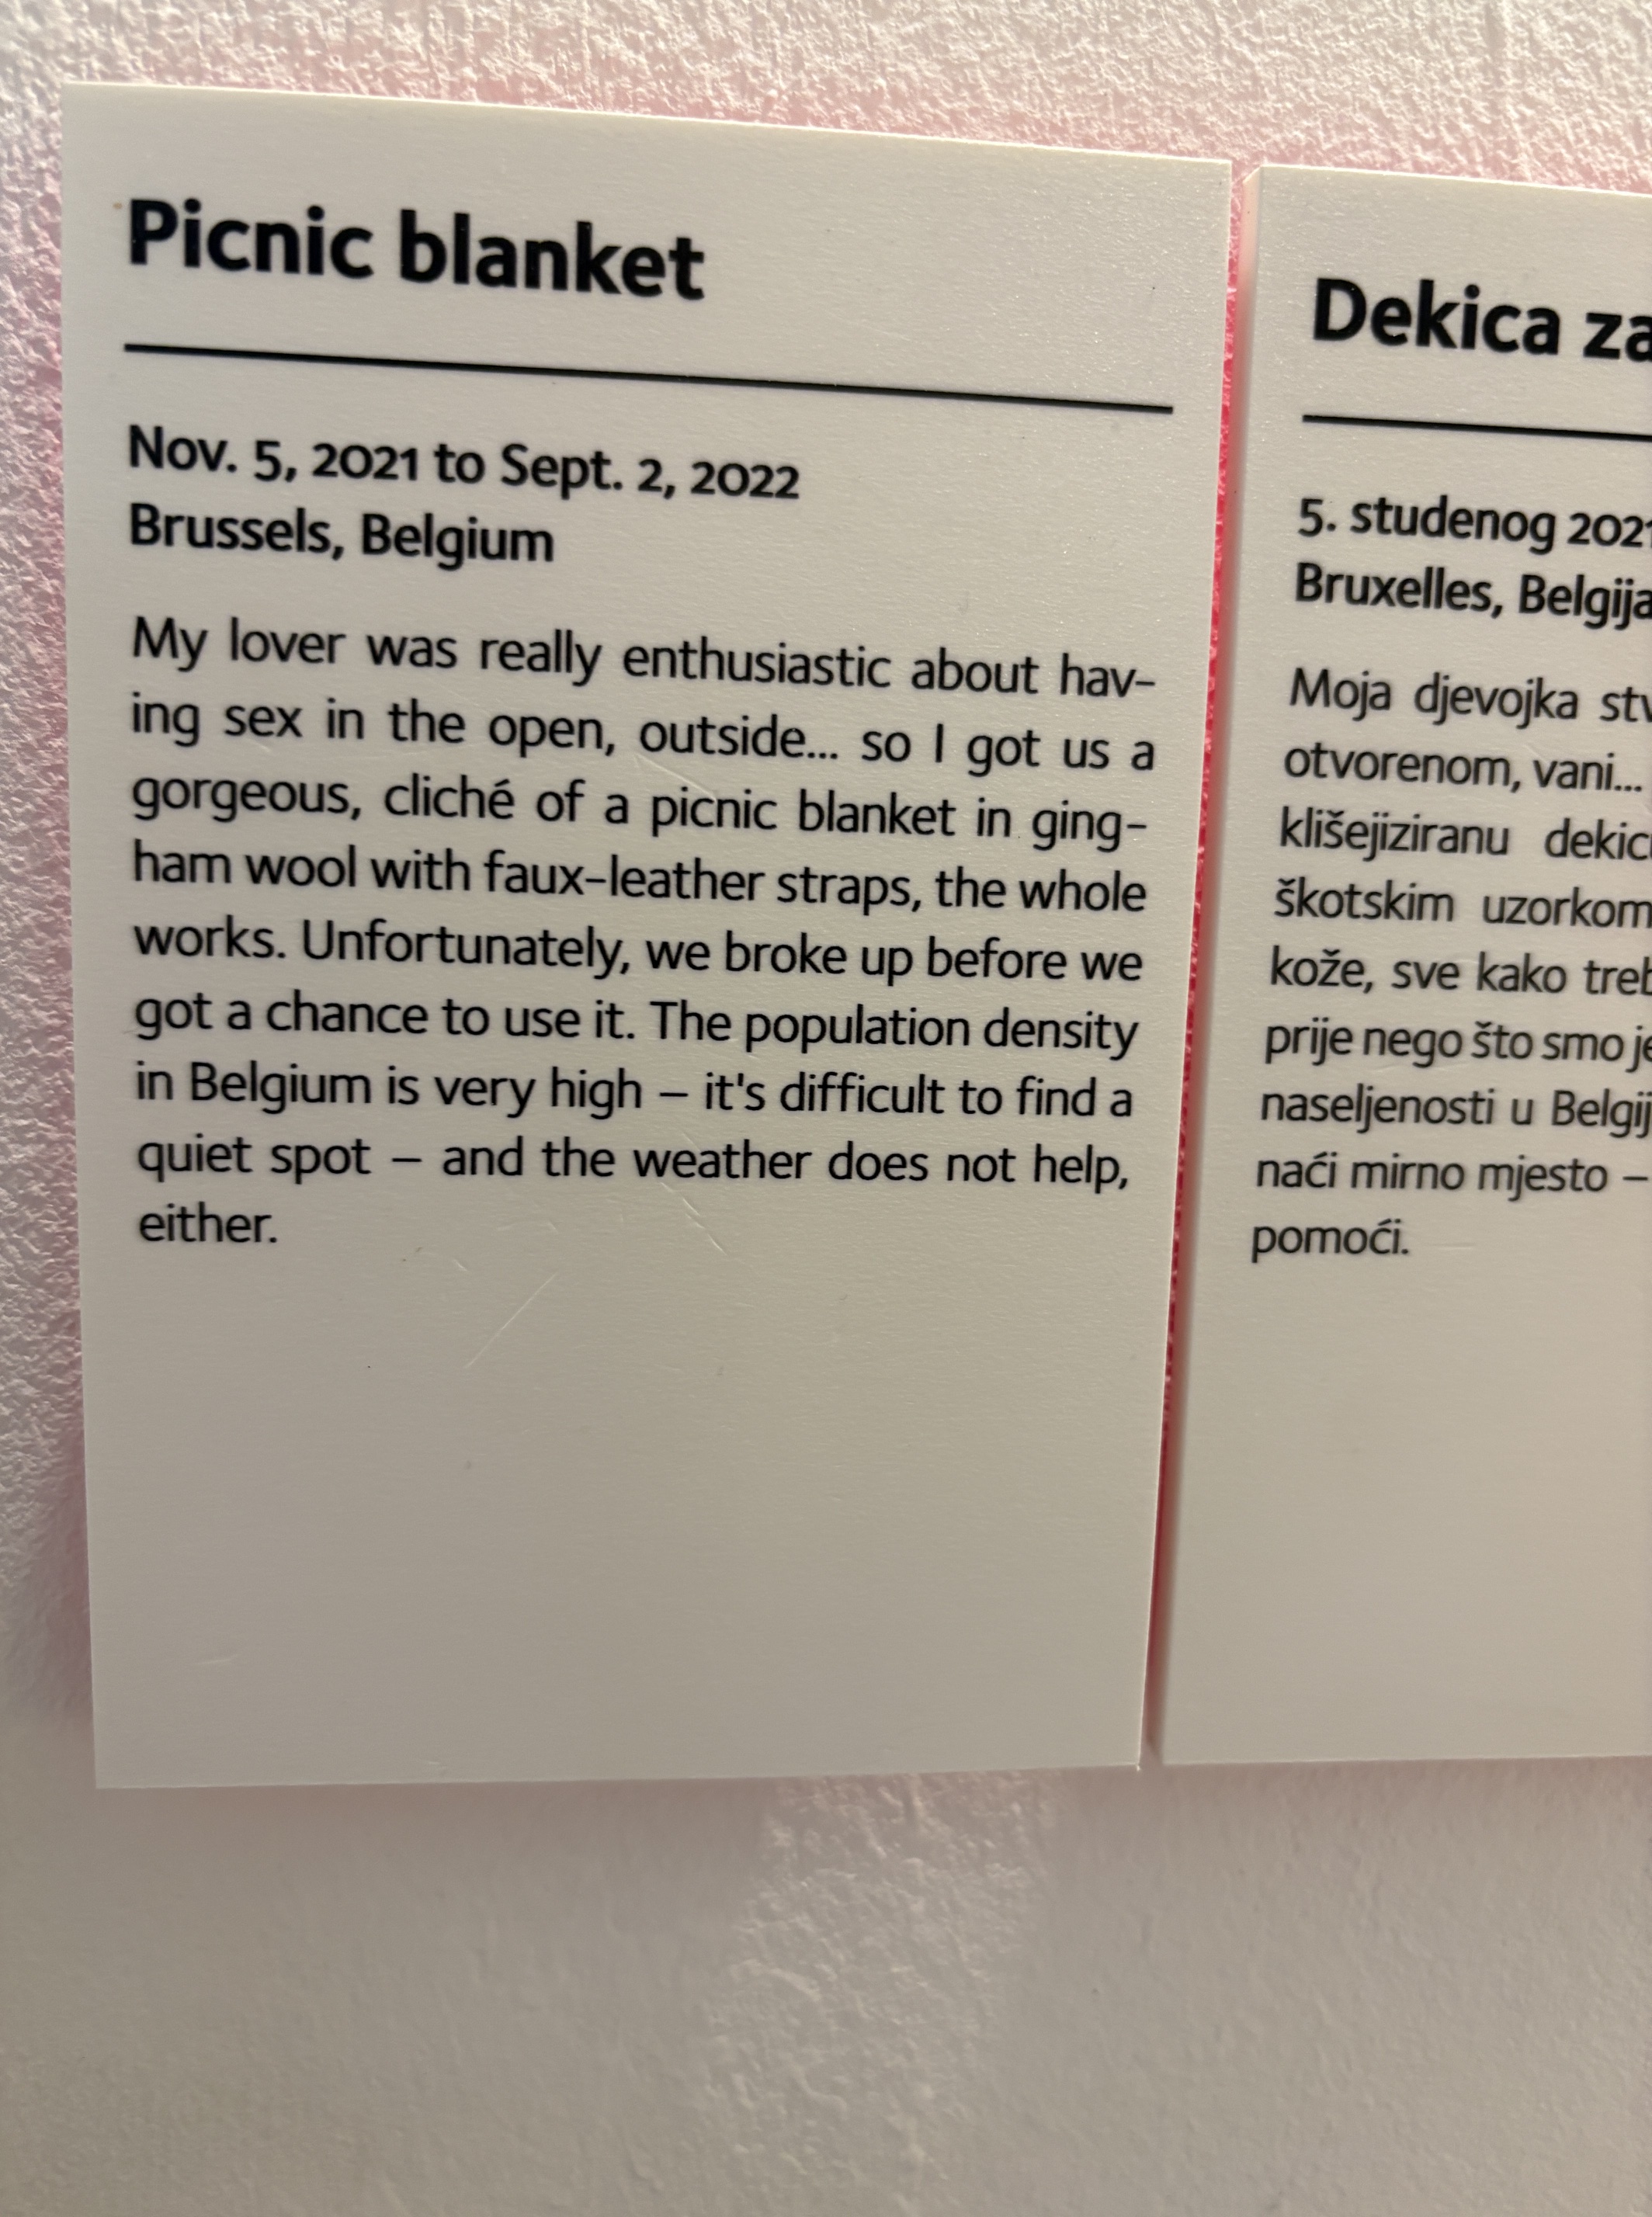 Picnic blanket
Nov. 5, 2021 to Sept. 2, 2022
Brussels, Belgium
My lover was really enthusiastic about hav-
ing sex in the open, outside... so I got us a
gorgeous, cliché of a picnic blanket in ging-
ham wool with faux-leather straps, the whole
works. Unfortunately, we broke up before we
got a chance to use it. The population density
in Belgium is very high – it's difficult to find a
quiet spot – and the weather does not help,
either.
Dekica za
5. studenog 2021
Bruxelles, Belgija
Moja djevojka
otvorenom, vani...
klišejiziranu
škotskim uzorkom
kože, sve kako
prije nego što smo
naseljenosti u
naći mirno mjesto –
pomoći.